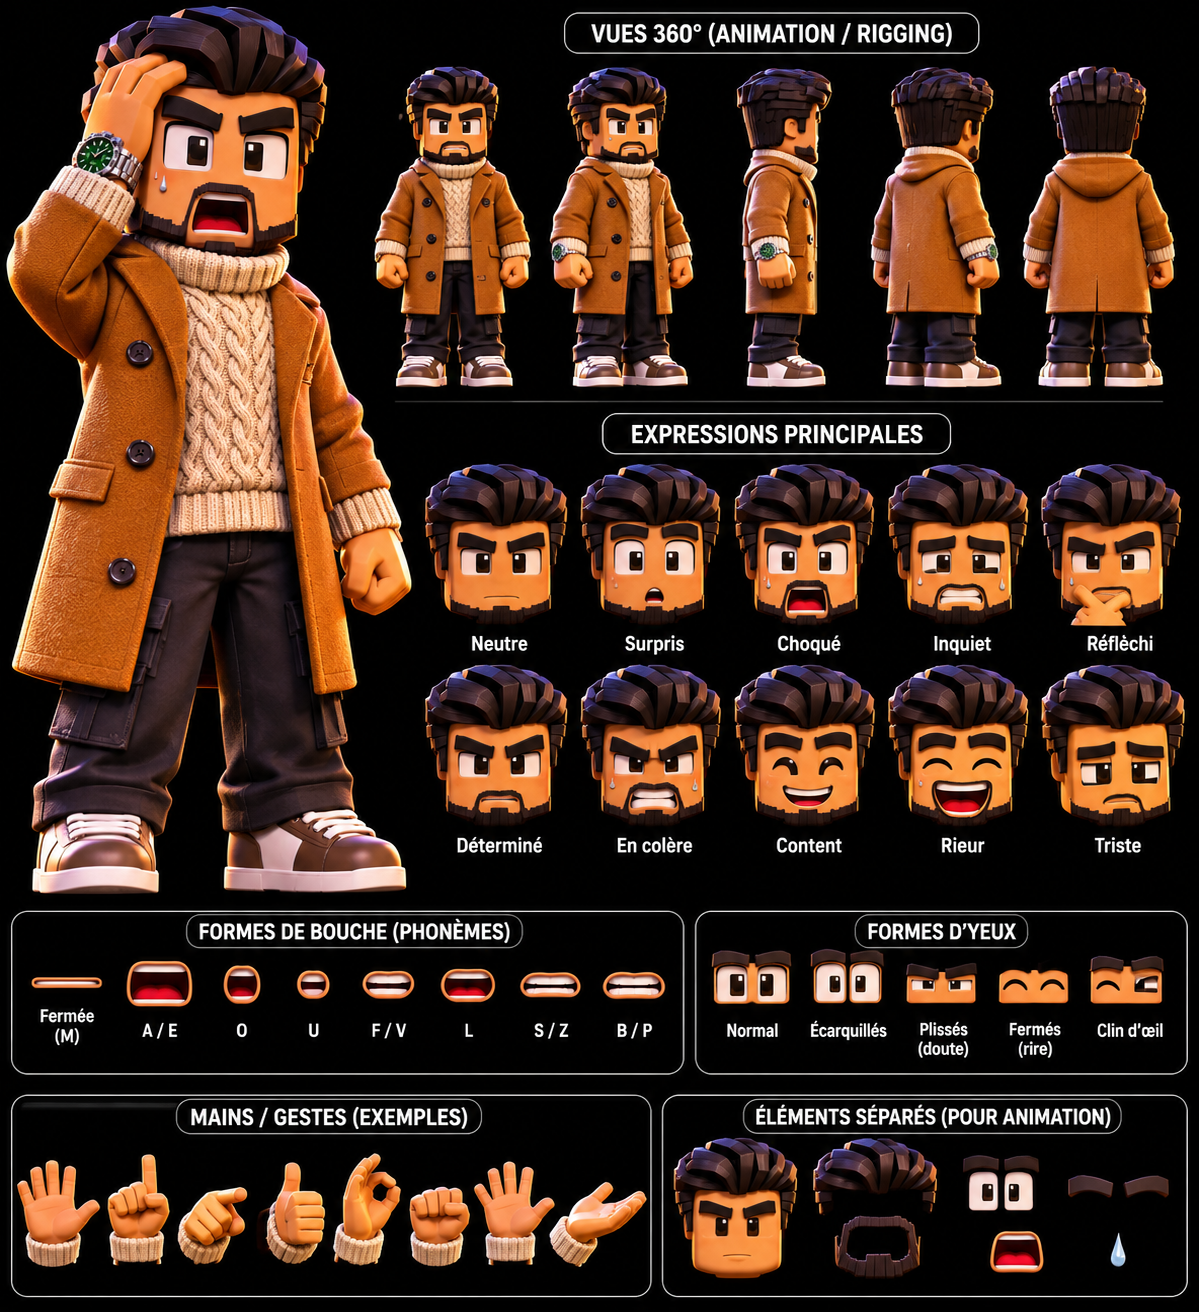 VUES 360° (ANIMATION / RIGGING)
EXPRESSIONS PRINCIPALES
Neutre
Surpris
Choqué
Inquiet
Réflèchi
Déterminé
En colère
Content
Rieur
Triste
FORMES DE BOUCHE (PHONÈMES)
Fermée
(M)
A / E
O
U
F / V
L
S / Z
B / P
FORMES D'YEUX
Normal
Écarquillés
Plissés
(doute)
Fermés
(rire)
Clin d'œil
MAINS / GESTES (EXEMPLES)
ÉLÉMENTS SÉPARÉS (POUR ANIMATION)